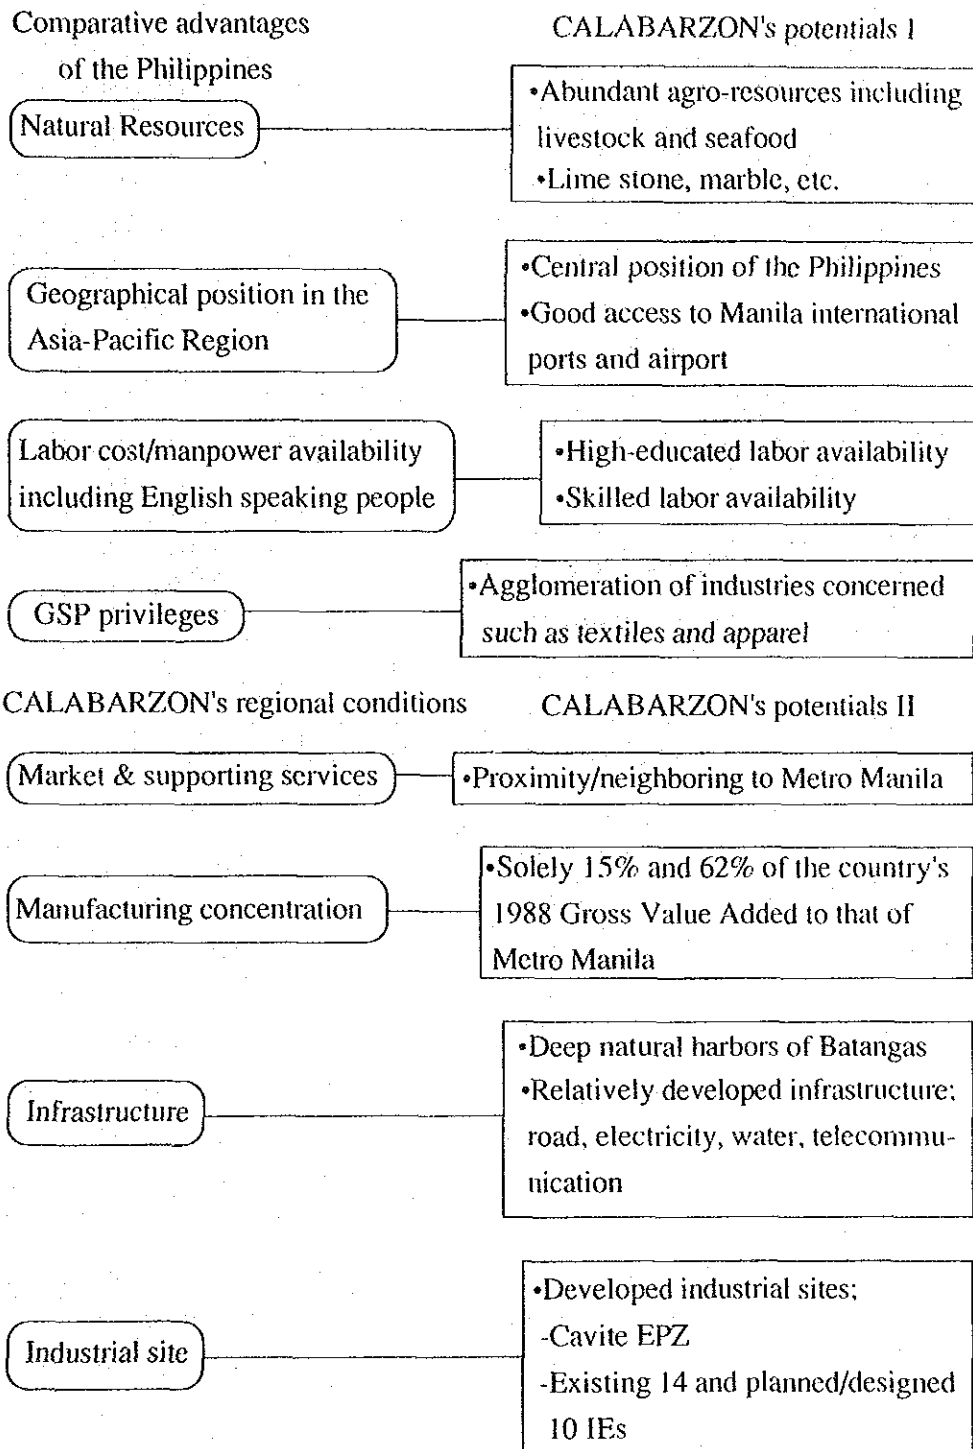 Comparative advantages
of the Philippines
CALABARZON's potentials I
Natural Resources
•Abundant agro-resources including
livestock and seafood
•Lime stone, marble, etc.
Geographical position in the
Asia-Pacific Region
•Central position of the Philippines
•Good access to Manila international
ports and airport
Labor cost/manpower availability
including English speaking people
•High-educated labor availability
•Skilled labor availability
GSP privileges
•Agglomeration of industries concerned
such as textiles and apparel
CALABARZON's regional conditions
CALABARZON's potentials II
Market & supporting services
•Proximity/neighboring to Metro Manila
Manufacturing concentration
•Solely 15% and 62% of the country's
1988 Gross Value Added to that of
Metro Manila
Infrastructure
•Deep natural harbors of Batangas
•Relatively developed infrastructure;
road, electricity, water, telecommu-
nication
Industrial site
•Developed industrial sites;
-Cavite EPZ
-Existing 14 and planned/designed
10 IEs